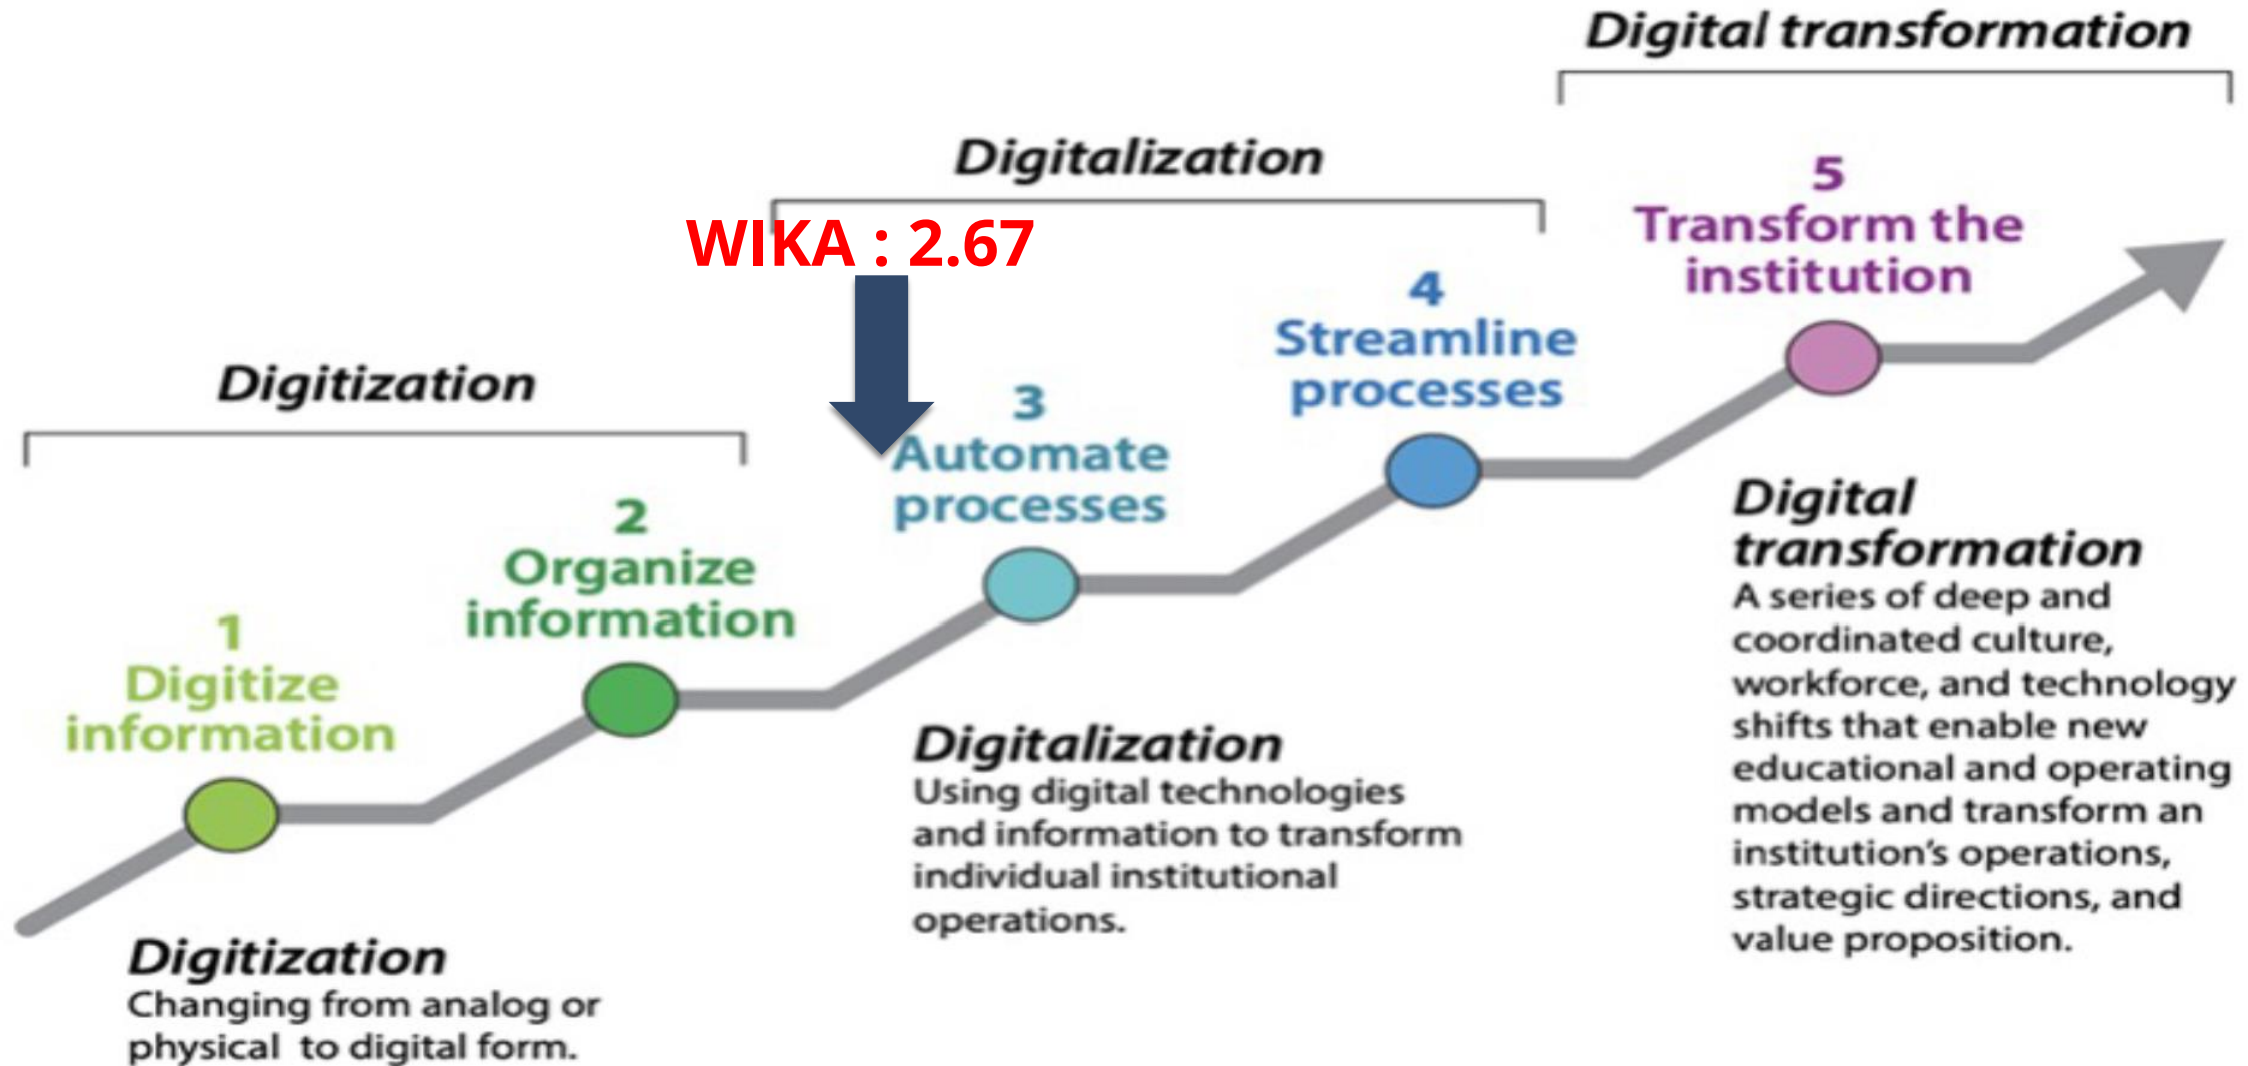 Digital transformation
Digitalization
WIKA : 2.67
Digitization
1
Digitize
information
2
Organize
information
3
Automate
processes
4
Streamline
processes
5
Transform the
institution
Digitization
Changing from analog or
physical to digital form.
Digitalization
Using digital technologies
and information to transform
individual institutional
operations.
Digital
transformation
A series of deep and
coordinated culture,
workforce, and technology
shifts that enable new
educational and operating
models and transform an
institution's operations,
strategic directions, and
value proposition.